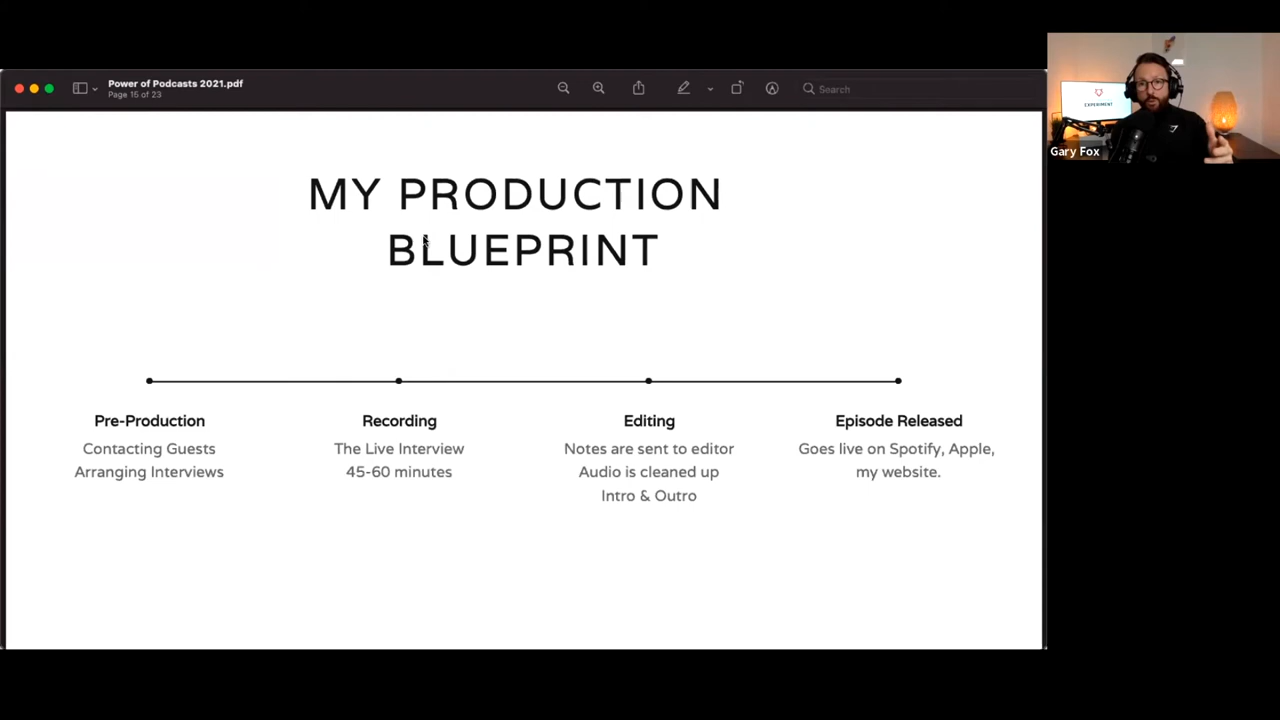 Power of Podcasts 2021.pdf
Page 15 of 23
Search
MY PRODUCTION
BLUEPRINT
Pre-Production
Contacting Guests
Arranging Interviews
Recording
The Live Interview
45-60 minutes
Editing
Notes are sent to editor
Audio is cleaned up
Intro & Outro
Episode Released
Goes live on Spotify, Apple,
my website.
EXPERIMENT
Gary Fox